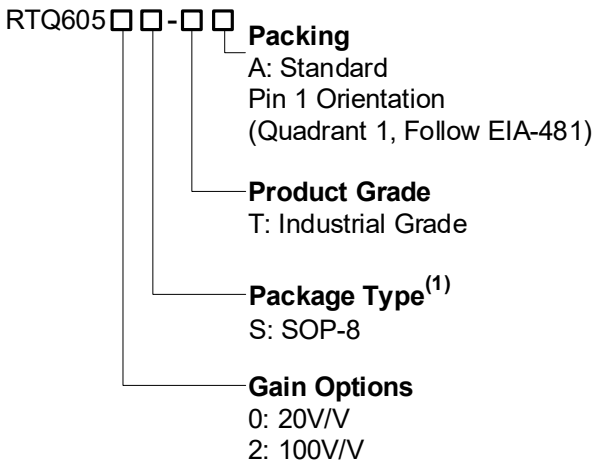 RTQ605□□-□□
Packing
A: Standard
Pin 1 Orientation
(Quadrant 1, Follow EIA-481)
Product Grade
T: Industrial Grade
Package Type(1)
S: SOP-8
Gain Options
0: 20V/V
2: 100V/V